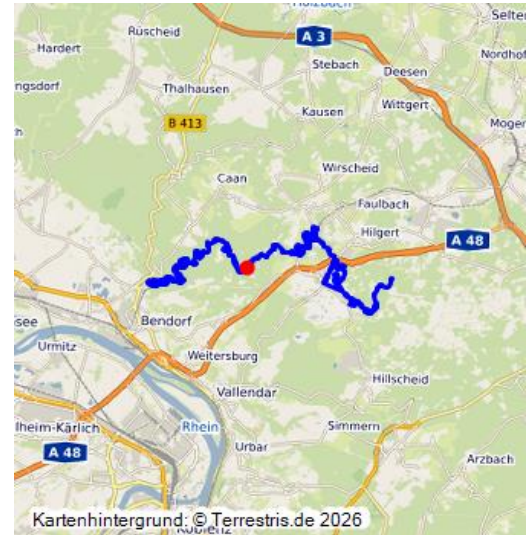 Holzbach
Rüscheid
Selter
Hardert
A 3
Stebach
Deesen
Nordhof
ngsdorf
Thalhausen
Wittgert
Kausen
B 413
Moger
Wirscheid
Caan
Faulbach
Hilgert
A 48
see
Bendorf
Urmitz
Weitersburg
Hillscheid
Vallendar
lheim-Kärlich
Rhein
Simmern
A 48
Urbar
Arzbach
Koblenz
Kartenhintergrund: © Terrestris.de 2026